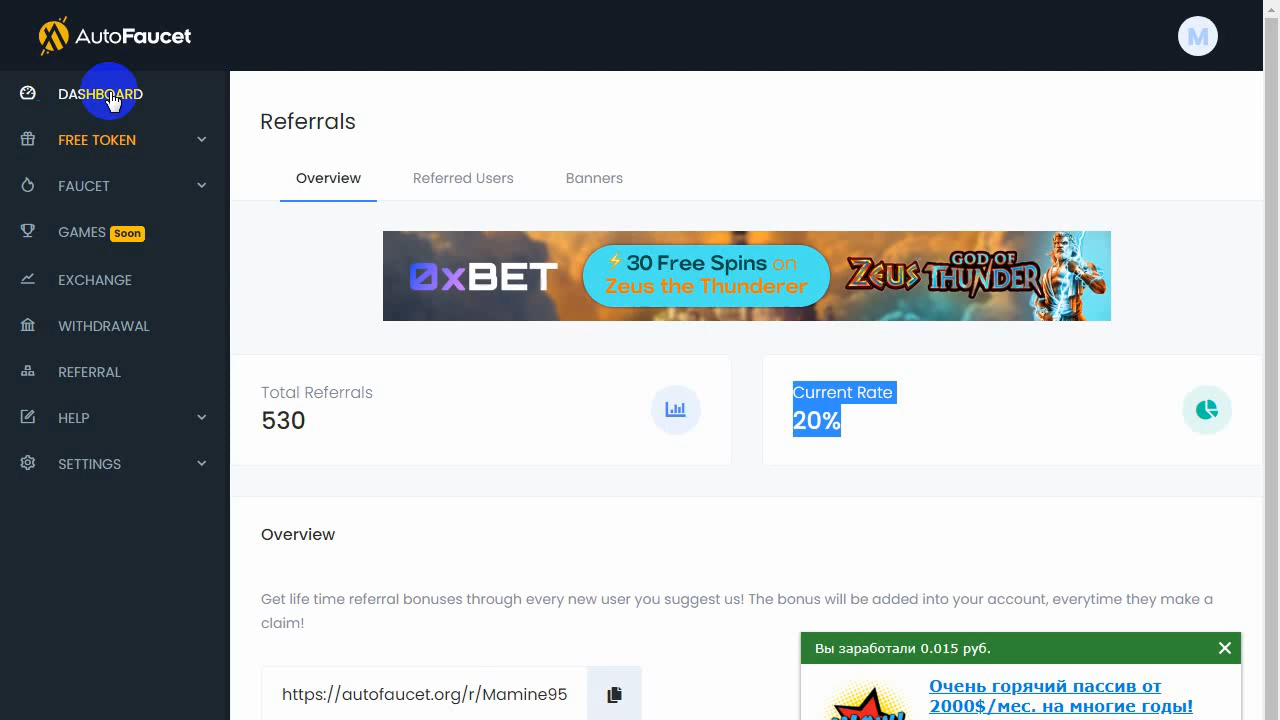 AutoFaucet
M
DASHBOARD
FREE TOKEN
FAUCET
GAMES Soon
EXCHANGE
WITHDRAWAL
REFERRAL
HELP
SETTINGS
Referrals
Overview Referred Users Banners
0xBET
30 Free Spins on
Zeus the Thunderer
GOD OF
ZEUS THUNDER
Total Referrals
530
Current Rate
20%
Overview
Get life time referral bonuses through every new user you suggest us! The bonus will be added into your account, everytime they make a
claim!
https://autofaucet.org/r/Mamine95
Вы заработали 0.015 руб.
Очень горячий пассив от
2000$/мес. на многие годы!